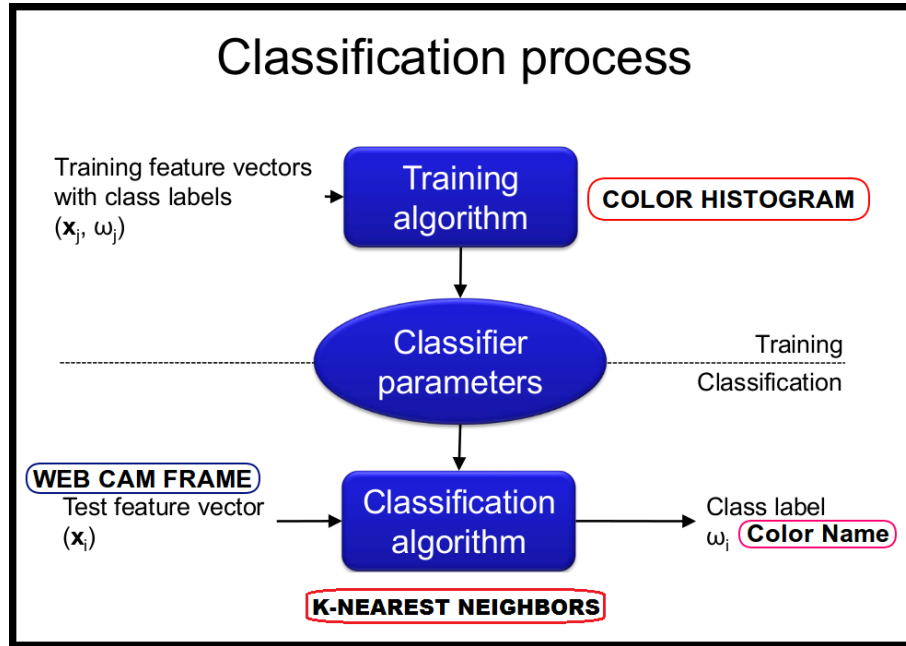 Classification process
Training feature vectors
with class labels
(xⱼ, ωⱼ)
Training
algorithm
COLOR HISTOGRAM
Classifier
parameters
Training
Classification
WEB CAM FRAME
Test feature vector
(xᵢ)
Classification
algorithm
Class label
ωᵢ Color Name
K-NEAREST NEIGHBORS